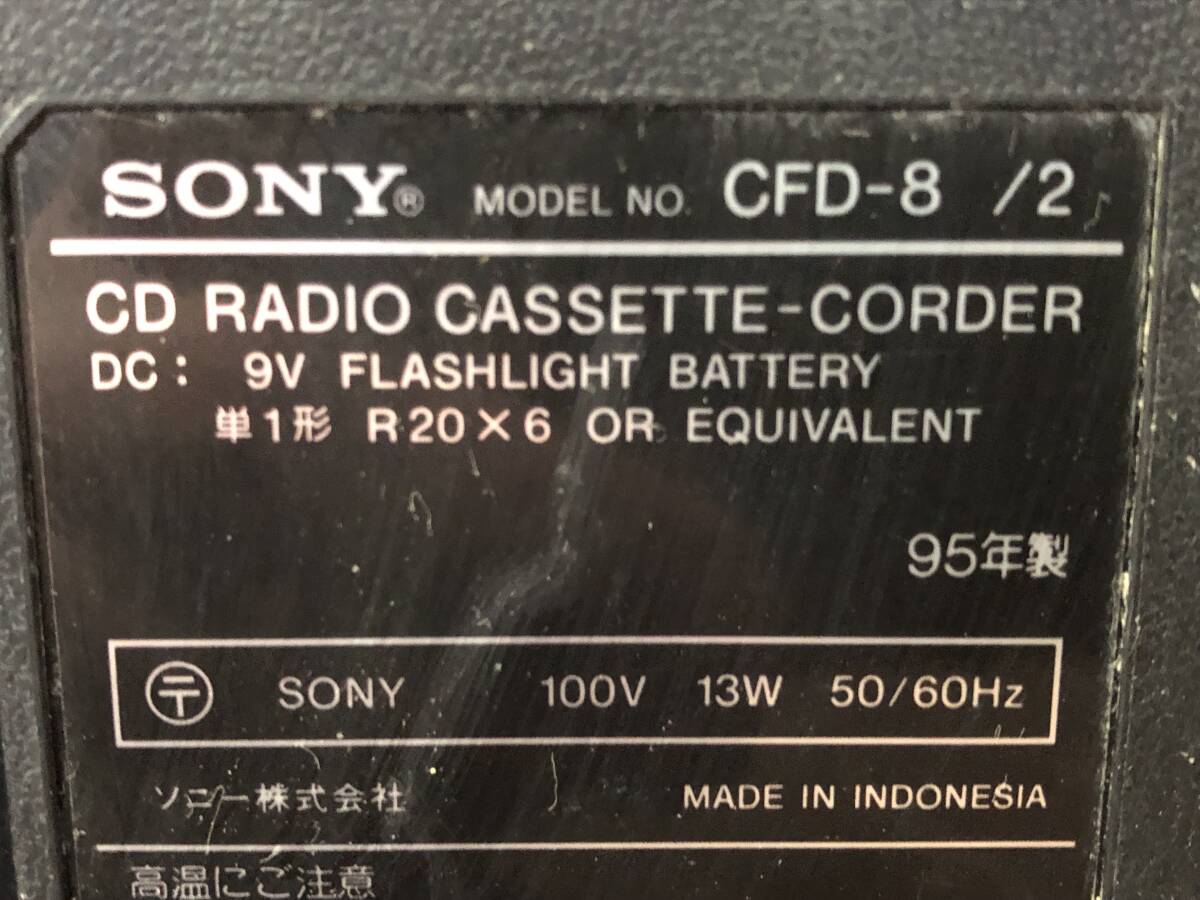 SONY® MODEL NO. CFD-8 /2
CD RADIO CASSETTE-CORDER
DC: 9V FLASHLIGHT BATTERY
単1形 R20×6 OR EQUIVALENT
95年製
〒 SONY 100V 13W 50/60Hz
ソニー株式会社 MADE IN INDONESIA
高温にご注意